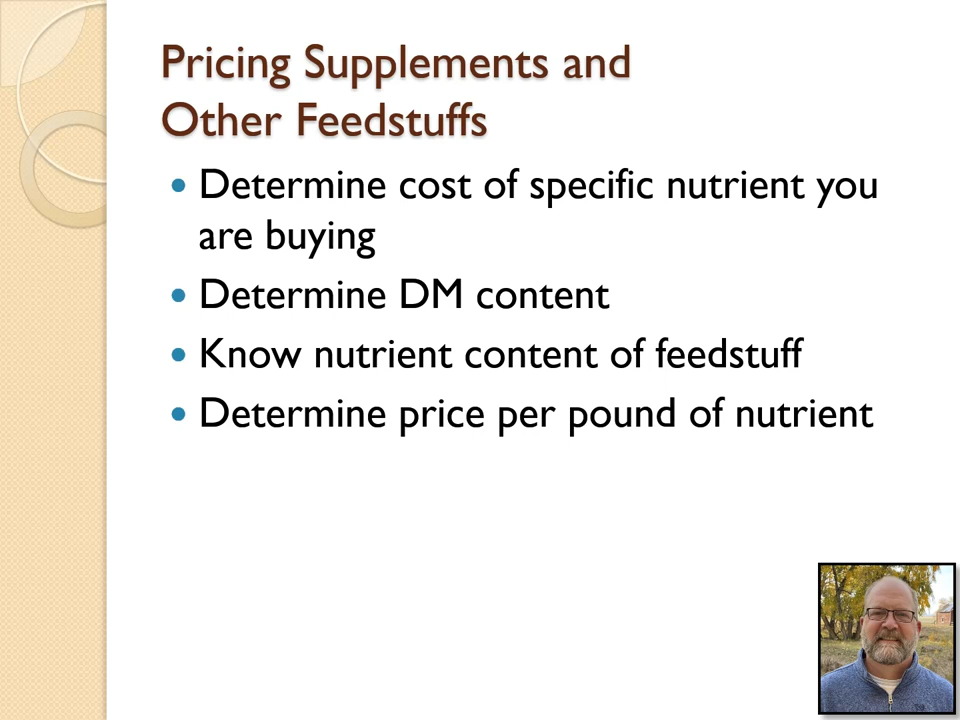 Pricing Supplements and
Other Feedstuffs
• Determine cost of specific nutrient you
are buying
• Determine DM content
• Know nutrient content of feedstuff
• Determine price per pound of nutrient